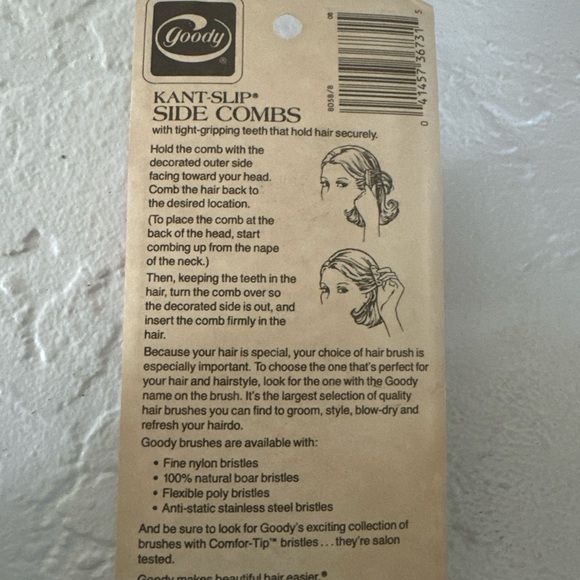 Goody
®
KANT-SLIP®
SIDE COMBS
with tight-gripping teeth that hold hair securely.
Hold the comb with the
decorated outer side
facing toward your head.
Comb the hair back to
the desired location.
(To place the comb at the
back of the head, start
combing up from the nape
of the neck.)
Then, keeping the teeth in the
hair, turn the comb over so
the decorated side is out, and
insert the comb firmly in the
hair.
Because your hair is special, your choice of hair brush is
especially important. To choose the one that's perfect for
your hair and hairstyle, look for the one with the Goody
name on the brush. It's the largest selection of quality
hair brushes you can find to groom, style, blow-dry and
refresh your hairdo.
Goody brushes are available with:
• Fine nylon bristles
• 100% natural boar bristles
• Flexible poly bristles
• Anti-static stainless steel bristles
And be sure to look for Goody's exciting collection of
brushes with Comfor-Tip™ bristles...they're salon
tested.
Goody makes beautiful hair easier.®
8038/8
0 41457 36731 5